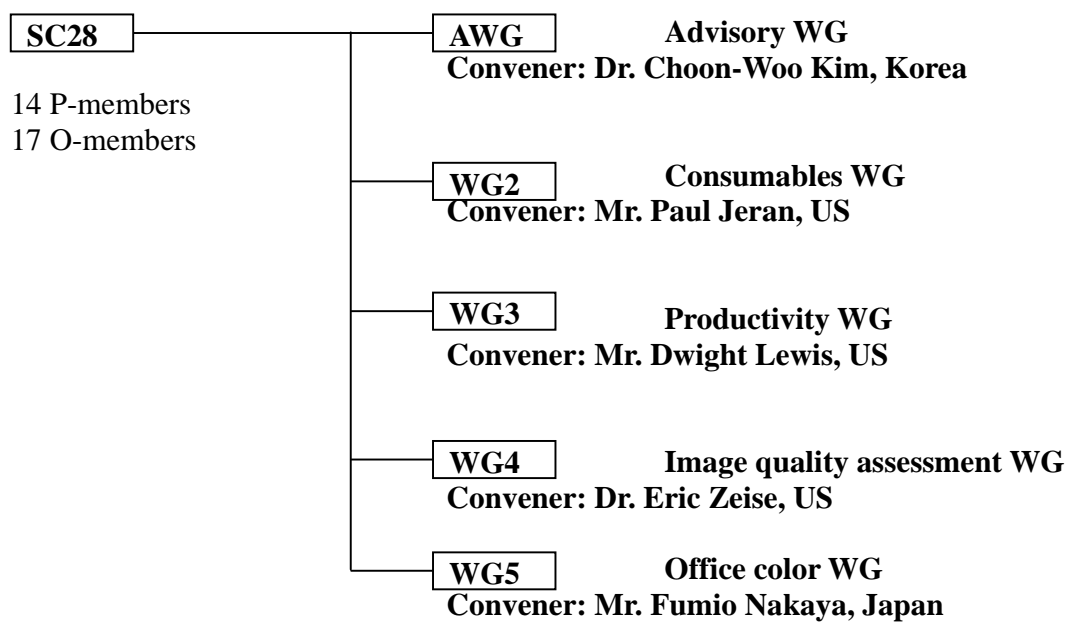 SC28 AWG Advisory WG
Convener: Dr. Choon-Woo Kim, Korea
14 P-members
17 O-members
WG2 Consumables WG
Convener: Mr. Paul Jeran, US
WG3 Productivity WG
Convener: Mr. Dwight Lewis, US
WG4 Image quality assessment WG
Convener: Dr. Eric Zeise, US
WG5 Office color WG
Convener: Mr. Fumio Nakaya, Japan